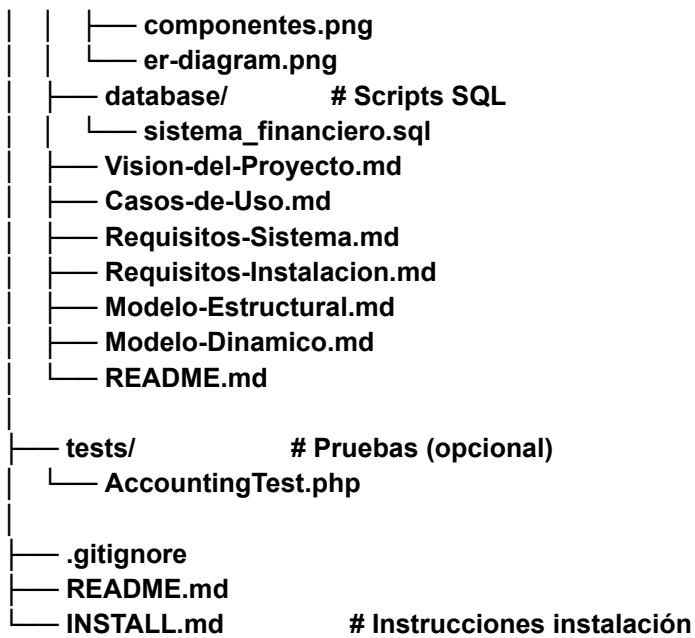 │   │   ├── componentes.png
│   │   └── er-diagram.png
│   ├── database/               # Scripts SQL
│   │   └── sistema_financiero.sql
│   ├── Vision-del-Proyecto.md
│   ├── Casos-de-Uso.md
│   ├── Requisitos-Sistema.md
│   ├── Requisitos-Instalacion.md
│   ├── Modelo-Estructural.md
│   ├── Modelo-Dinamico.md
│   └── README.md
│
├── tests/                  # Pruebas (opcional)
│   └── AccountingTest.php
│
├── .gitignore
├── README.md
└── INSTALL.md                # Instrucciones instalación